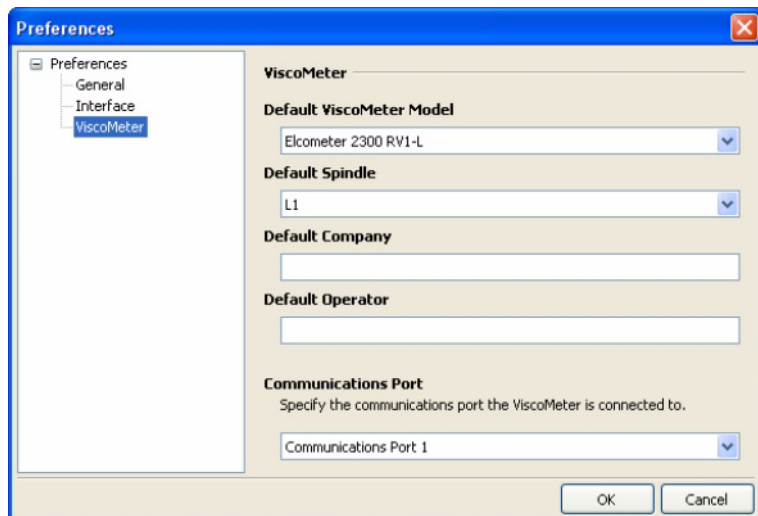 Preferences
Preferences
General
Interface
ViscoMeter
ViscoMeter
Default ViscoMeter Model
Elcometer 2300 RV1-L
Default Spindle
L1
Default Company
Default Operator
Communications Port
Specify the communications port the ViscoMeter is connected to.
Communications Port 1
OK
Cancel